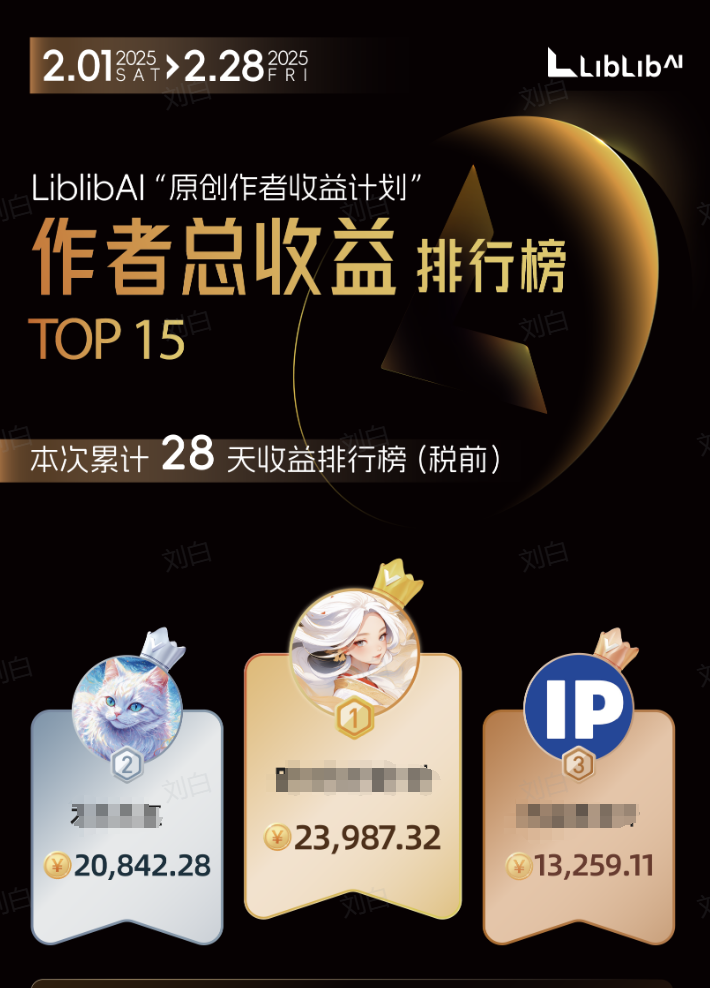 2.01 2025 SAT > 2.28 2025 FRI
LIBLIBAI
LiblibAI “原创作者收益计划”
作者总收益 排行榜
TOP 15
本次累计 28 天收益排行榜（税前）
1
2
3
IP
¥ 23,987.32
¥ 20,842.28
¥ 13,259.11
刘白